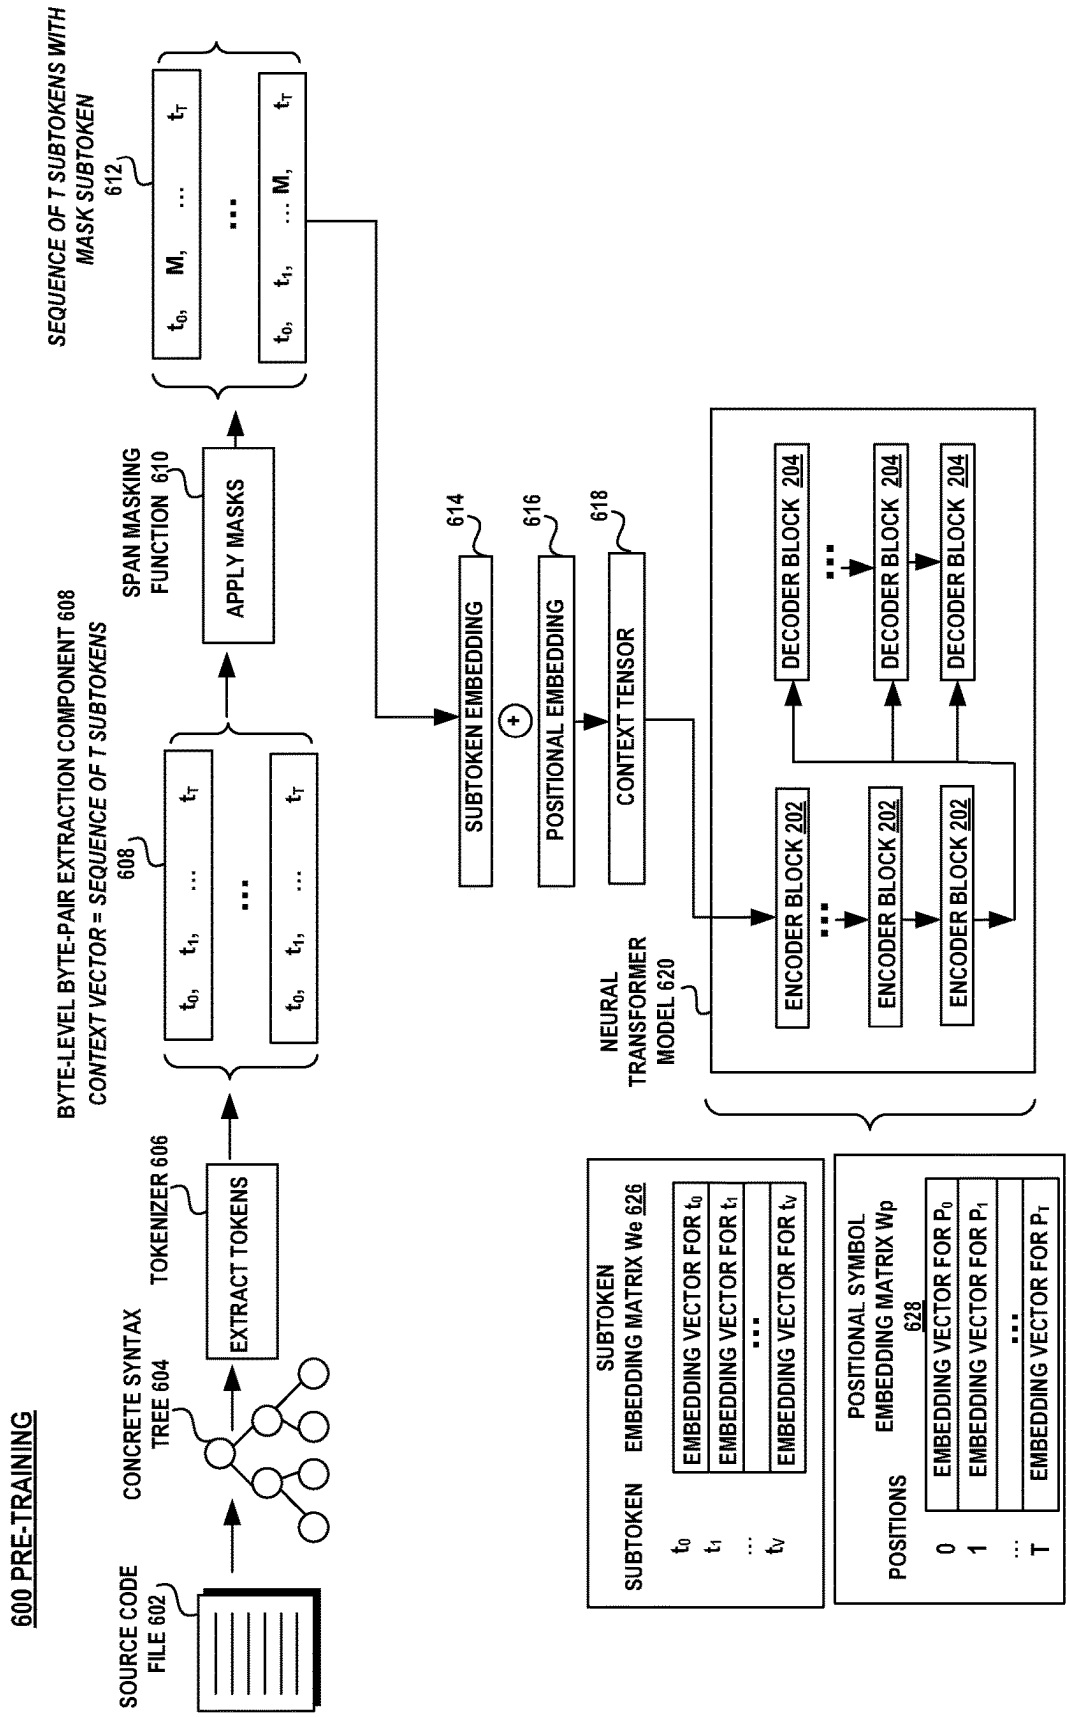 600 PRE-TRAINING
SOURCE CODE
FILE 602
CONCRETE SYNTAX
TREE 604
TOKENIZER 606
EXTRACT TOKENS
BYTE-LEVEL BYTE-PAIR EXTRACTION COMPONENT 608
CONTEXT VECTOR = SEQUENCE OF T SUBTOKENS
608
t0, t1, ... tT
...
t0, t1, ... tT
SPAN MASKING
FUNCTION 610
APPLY MASKS
SEQUENCE OF T SUBTOKENS WITH
MASK SUBTOKEN
612
t0, M, ... tT
...
t0, t1, ... M, tT
SUBTOKEN EMBEDDING
614
+
POSITIONAL EMBEDDING
616
CONTEXT TENSOR
618
NEURAL
TRANSFORMER
MODEL 620
ENCODER BLOCK 202
...
ENCODER BLOCK 202
ENCODER BLOCK 202
DECODER BLOCK 204
...
DECODER BLOCK 204
DECODER BLOCK 204
SUBTOKEN
SUBTOKEN EMBEDDING MATRIX We 626
t0 EMBEDDING VECTOR FOR t0
t1 EMBEDDING VECTOR FOR t1
... ...
tV EMBEDDING VECTOR FOR tV
POSITIONAL SYMBOL
POSITIONS EMBEDDING MATRIX Wp
628
0 EMBEDDING VECTOR FOR P0
1 EMBEDDING VECTOR FOR P1
... ...
T EMBEDDING VECTOR FOR PT